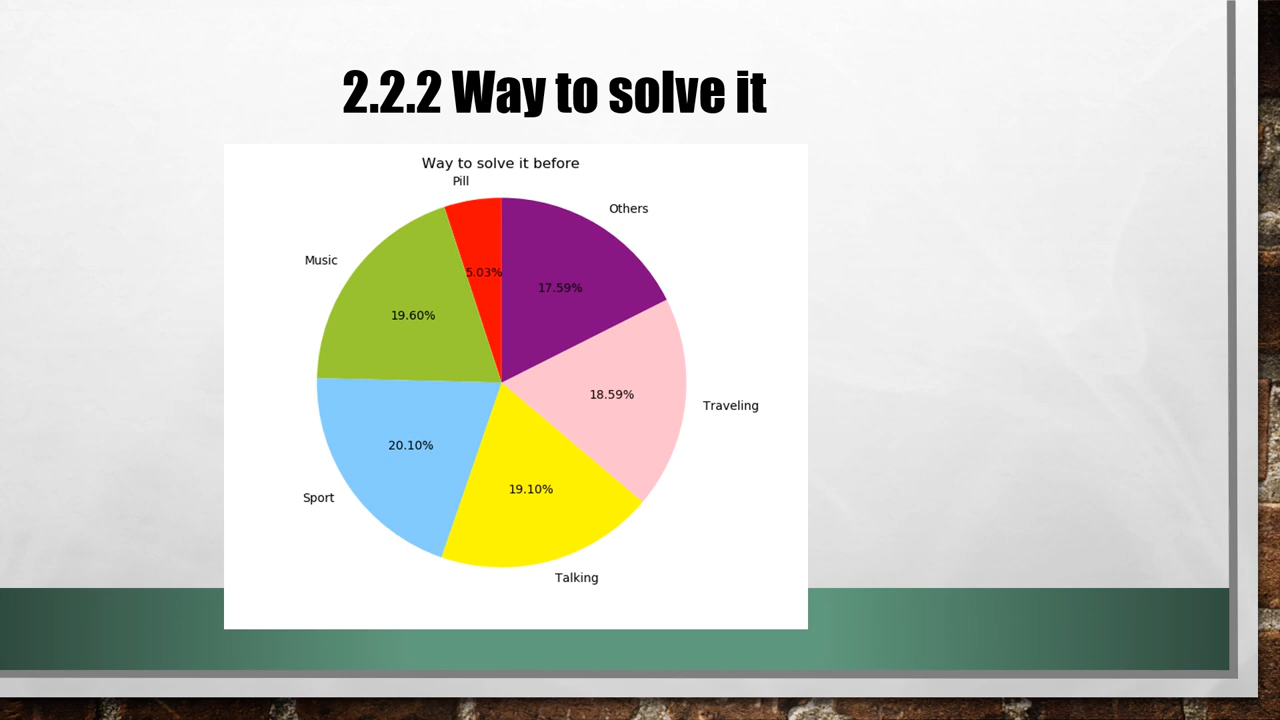 2.2.2 Way to solve it
Way to solve it before
Pill
Others
Music
5.03%
17.59%
19.60%
18.59%
Traveling
20.10%
19.10%
Sport
Talking